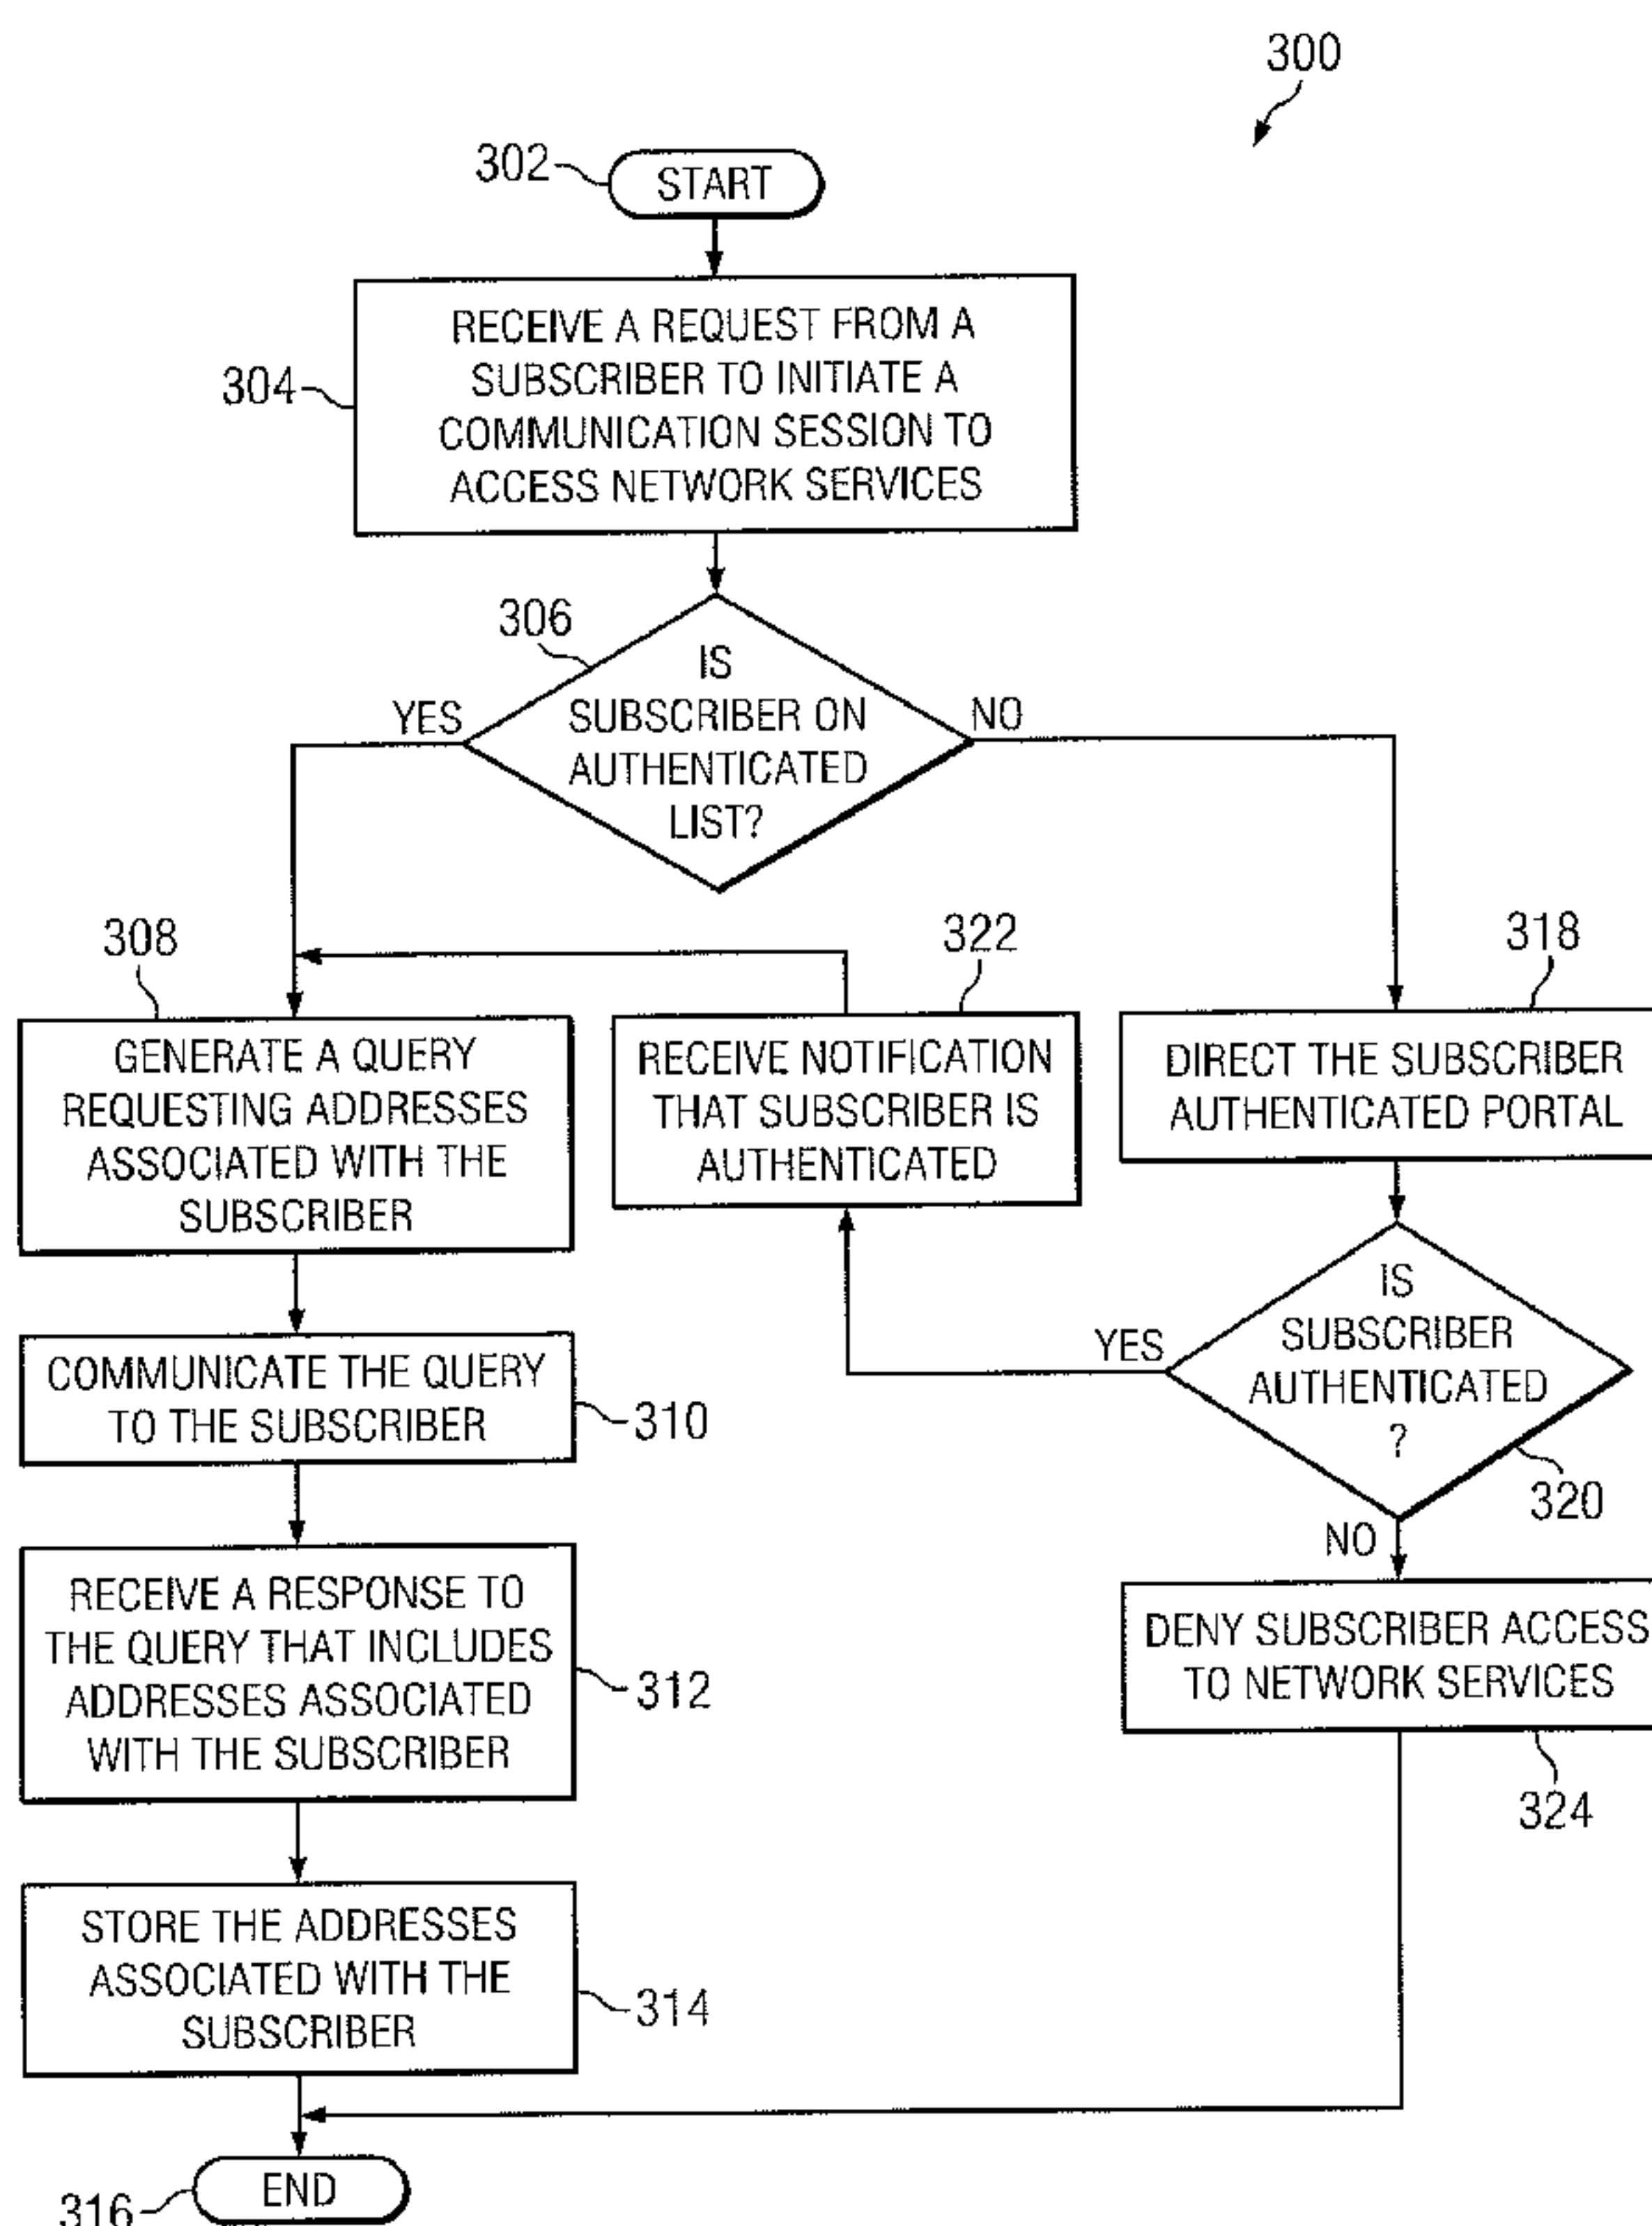 300
302
START
304
RECEIVE A REQUEST FROM A
SUBSCRIBER TO INITIATE A
COMMUNICATION SESSION TO
ACCESS NETWORK SERVICES
306
IS
SUBSCRIBER ON
AUTHENTICATED
LIST?
YES
NO
308
GENERATE A QUERY
REQUESTING ADDRESSES
ASSOCIATED WITH THE
SUBSCRIBER
322
RECEIVE NOTIFICATION
THAT SUBSCRIBER IS
AUTHENTICATED
318
DIRECT THE SUBSCRIBER
AUTHENTICATED PORTAL
COMMUNICATE THE QUERY
TO THE SUBSCRIBER
310
IS
SUBSCRIBER
AUTHENTICATED
?
YES
320
NO
RECEIVE A RESPONSE TO
THE QUERY THAT INCLUDES
ADDRESSES ASSOCIATED
WITH THE SUBSCRIBER
312
DENY SUBSCRIBER ACCESS
TO NETWORK SERVICES
324
STORE THE ADDRESSES
ASSOCIATED WITH THE
SUBSCRIBER
314
END
316